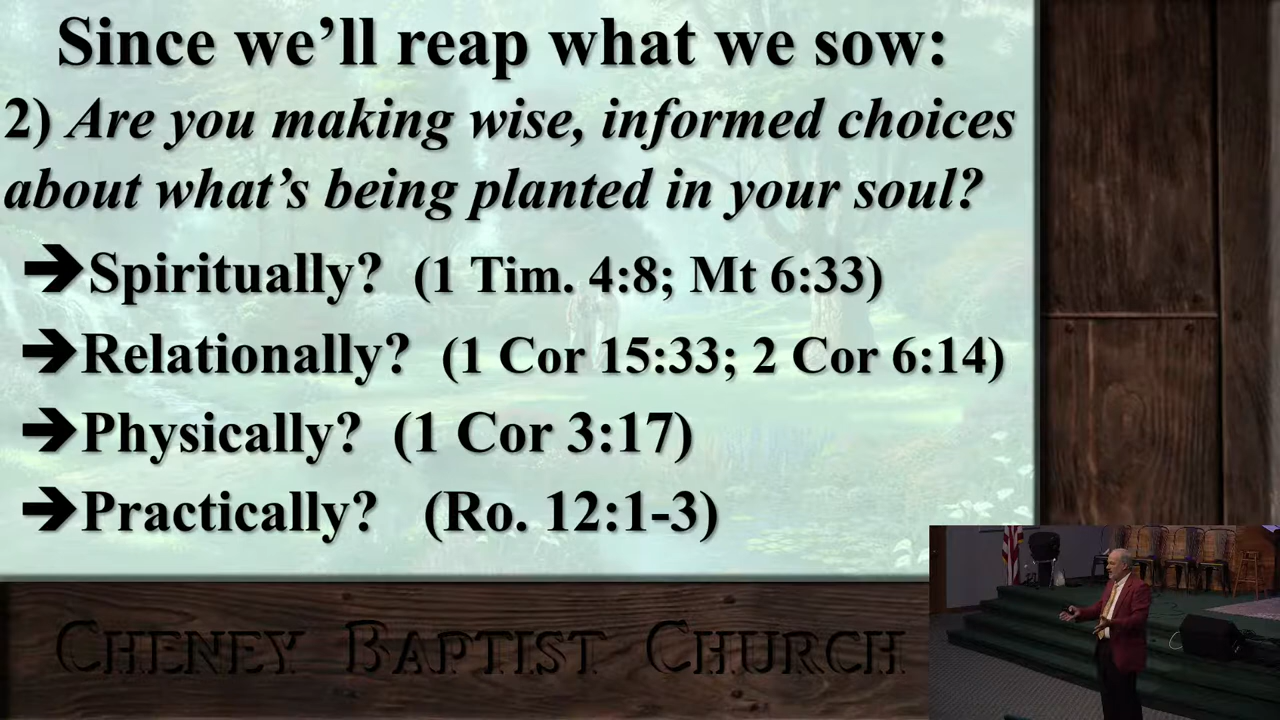 Since we’ll reap what we sow:
2) Are you making wise, informed choices
about what’s being planted in your soul?
➔Spiritually? (1 Tim. 4:8; Mt 6:33)
➔Relationally? (1 Cor 15:33; 2 Cor 6:14)
➔Physically? (1 Cor 3:17)
➔Practically? (Ro. 12:1-3)
CHENEY BAPTIST CHURCH